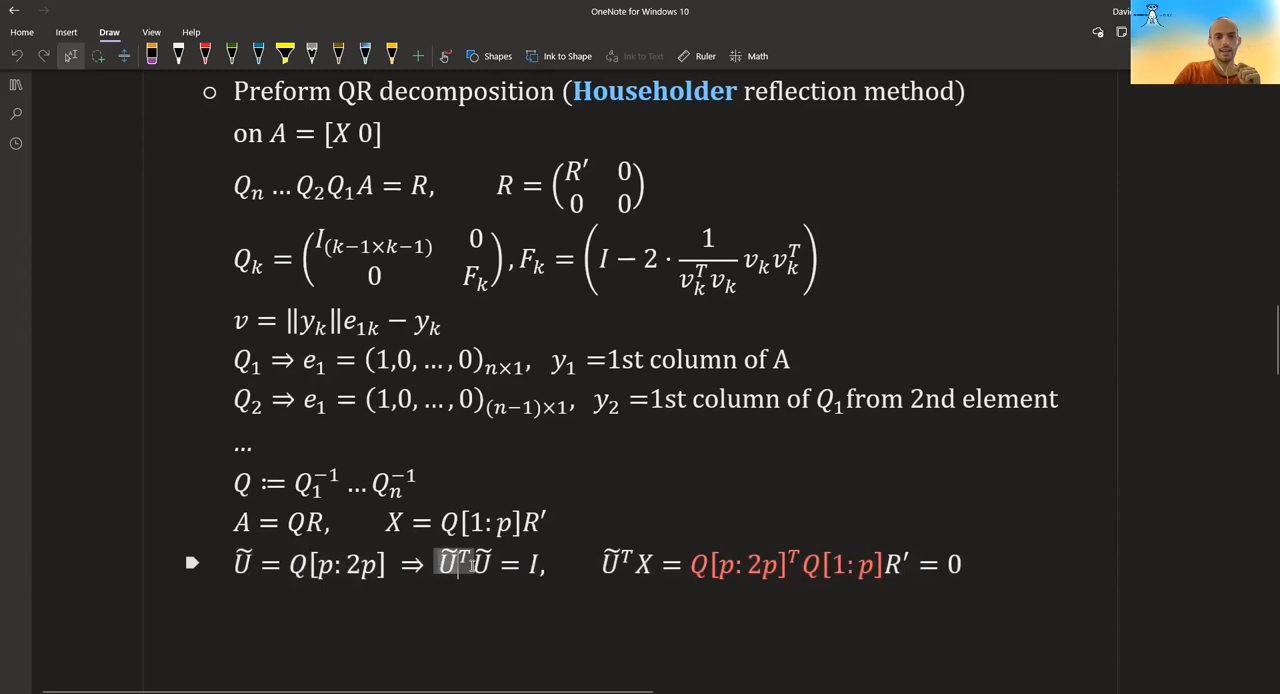 OneNote for Windows 10
Home Insert Draw View Help
Shapes Ink to Shape Ink to Text Ruler Math
○ Preform QR decomposition (Householder reflection method)
on A = [X 0]
Qₙ … Q₂Q₁A = R, R = (R′ 0; 0 0)
Qₖ = (I₍ₖ₋₁ₓₖ₋₁₎ 0; 0 Fₖ), Fₖ = (I − 2 · 1/(vₖᵀvₖ) vₖvₖᵀ)
v = ‖yₖ‖e₁ₖ − yₖ
Q₁ ⇒ e₁ = (1,0, … ,0)ₙₓ₁, y₁ =1st column of A
Q₂ ⇒ e₁ = (1,0, … ,0)₍ₙ₋₁₎ₓ₁, y₂ =1st column of Q₁from 2nd element
…
Q ≔ Q₁⁻¹ … Qₙ⁻¹
A = QR, X = Q[1: p]R′
Ũ = Q[p: 2p] ⇒ ŨᵀŨ = I, ŨᵀX = Q[p: 2p]ᵀQ[1: p]R′ = 0